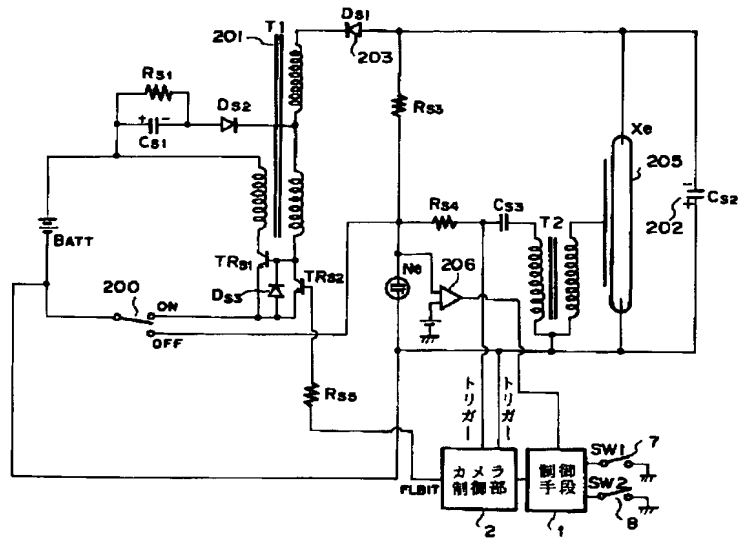 DS1
T1
201
203
RS1
DS2
+
-
CS1
RS3
Xe
205
-
CS2
202
+
BATT
RS4
CS3
T2
TRS1
TRS2
Ne
206
200
ON
DS3
OFF
RS5
トリガー
トリガー
FLBIT
カメラ
制御部
制御
手段
SW1
7
SW2
8
2
1